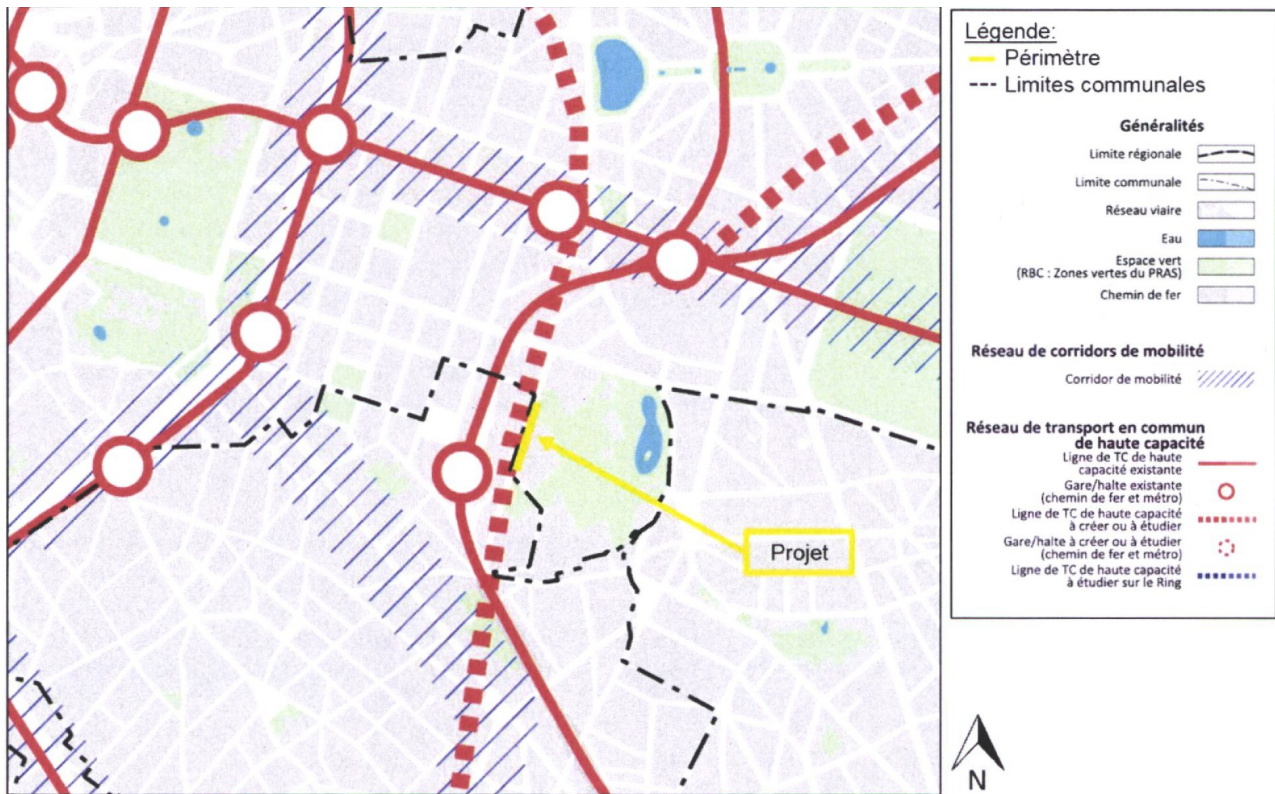 Projet
Légende:
Périmètre
Limites communales
Généralités
Limite régionale
Limite communale
Réseau viaire
Eau
Espace vert
(RBC : Zones vertes du PRAS)
Chemin de fer
Réseau de corridors de mobilité
Corridor de mobilité
Réseau de transport en commun
de haute capacité
Ligne de TC de haute
capacité existante
Gare/halte existante
(chemin de fer et métro)
Ligne de TC de haute capacité
à créer ou à étudier
Gare/halte à créer ou à étudier
(chemin de fer et métro)
Ligne de TC de haute capacité
à étudier sur le Ring
N